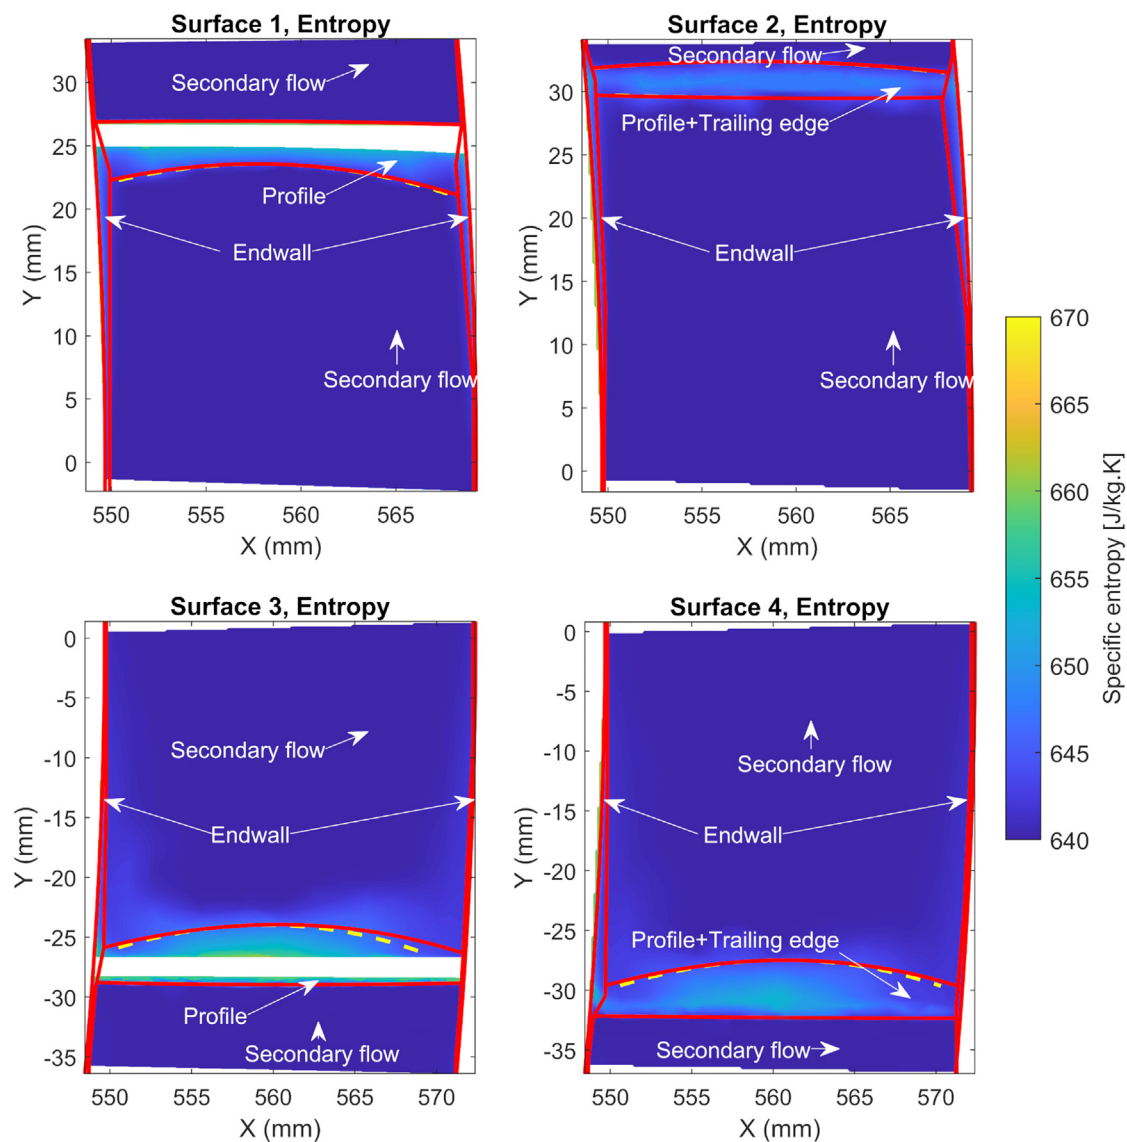 Surface 1, Entropy
Secondary flow
Profile
Endwall
Secondary flow
30
25
20
15
10
5
0
Y (mm)
550
555
560
565
X (mm)
Surface 2, Entropy
Secondary flow
Profile+Trailing edge
Endwall
Secondary flow
30
25
20
15
10
5
0
Y (mm)
550
555
560
565
X (mm)
Surface 3, Entropy
Secondary flow
Endwall
Profile
Secondary flow
0
-5
-10
-15
-20
-25
-30
-35
Y (mm)
550
555
560
565
570
X (mm)
Surface 4, Entropy
Secondary flow
Endwall
Profile+Trailing edge
Secondary flow
0
-5
-10
-15
-20
-25
-30
-35
Y (mm)
550
555
560
565
570
X (mm)
670
665
660
655
650
645
640
Specific entropy [J/kg.K]